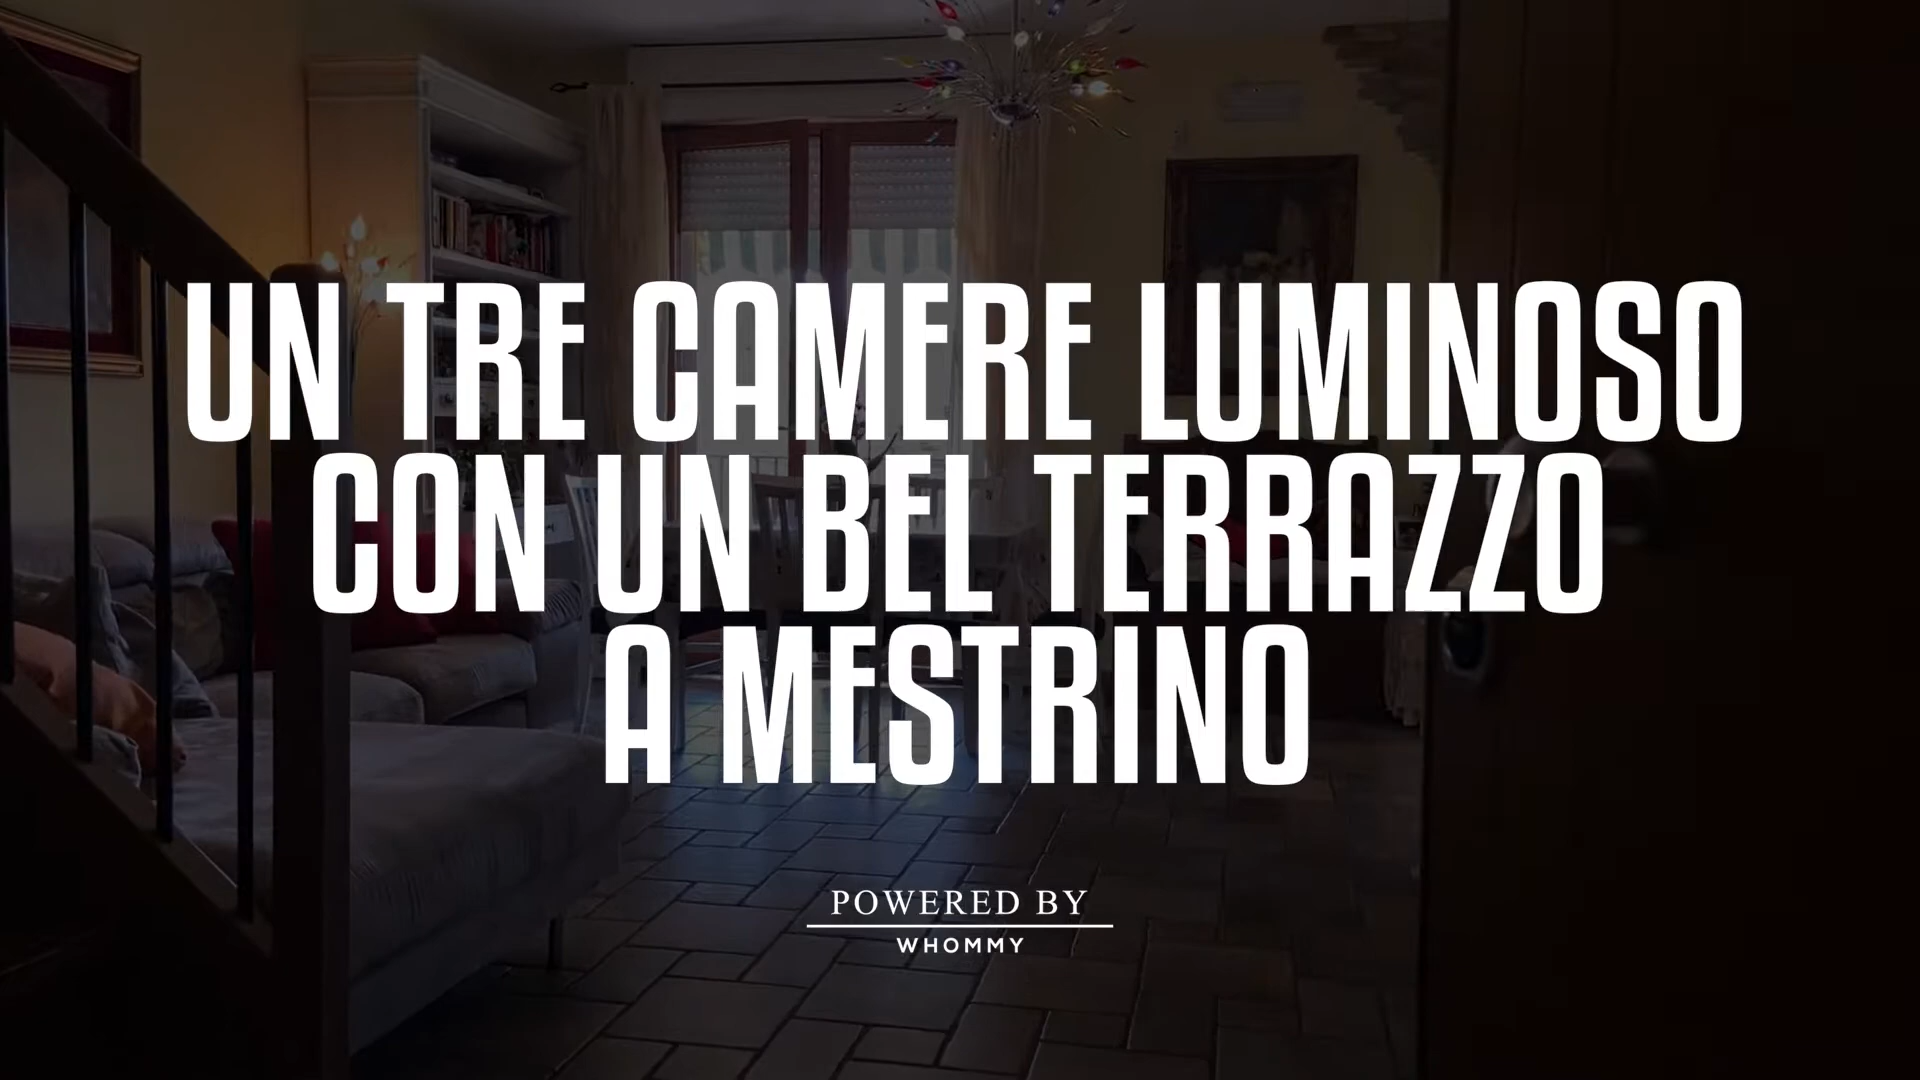 UN TRE CAMERE LUMINOSO
CON UN BEL TERRAZZO
A MESTRINO
POWERED BY
WHOMMY